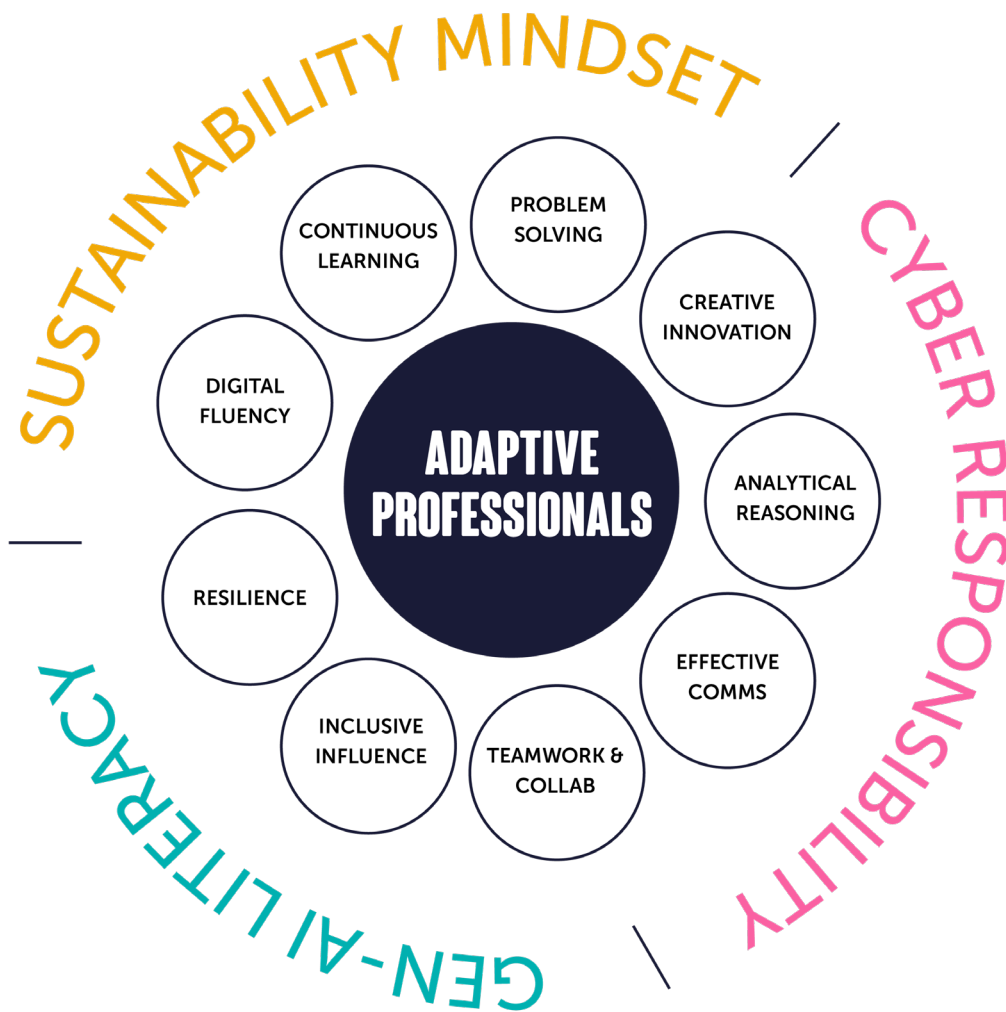 SUSTAINABILITY MINDSET
CYBER RESPONSIBILITY
GEN-AI LITERACY
ADAPTIVE
PROFESSIONALS
PROBLEM
SOLVING
CREATIVE
INNOVATION
ANALYTICAL
REASONING
EFFECTIVE
COMMS
TEAMWORK &
COLLAB
INCLUSIVE
INFLUENCE
RESILIENCE
DIGITAL
FLUENCY
CONTINUOUS
LEARNING